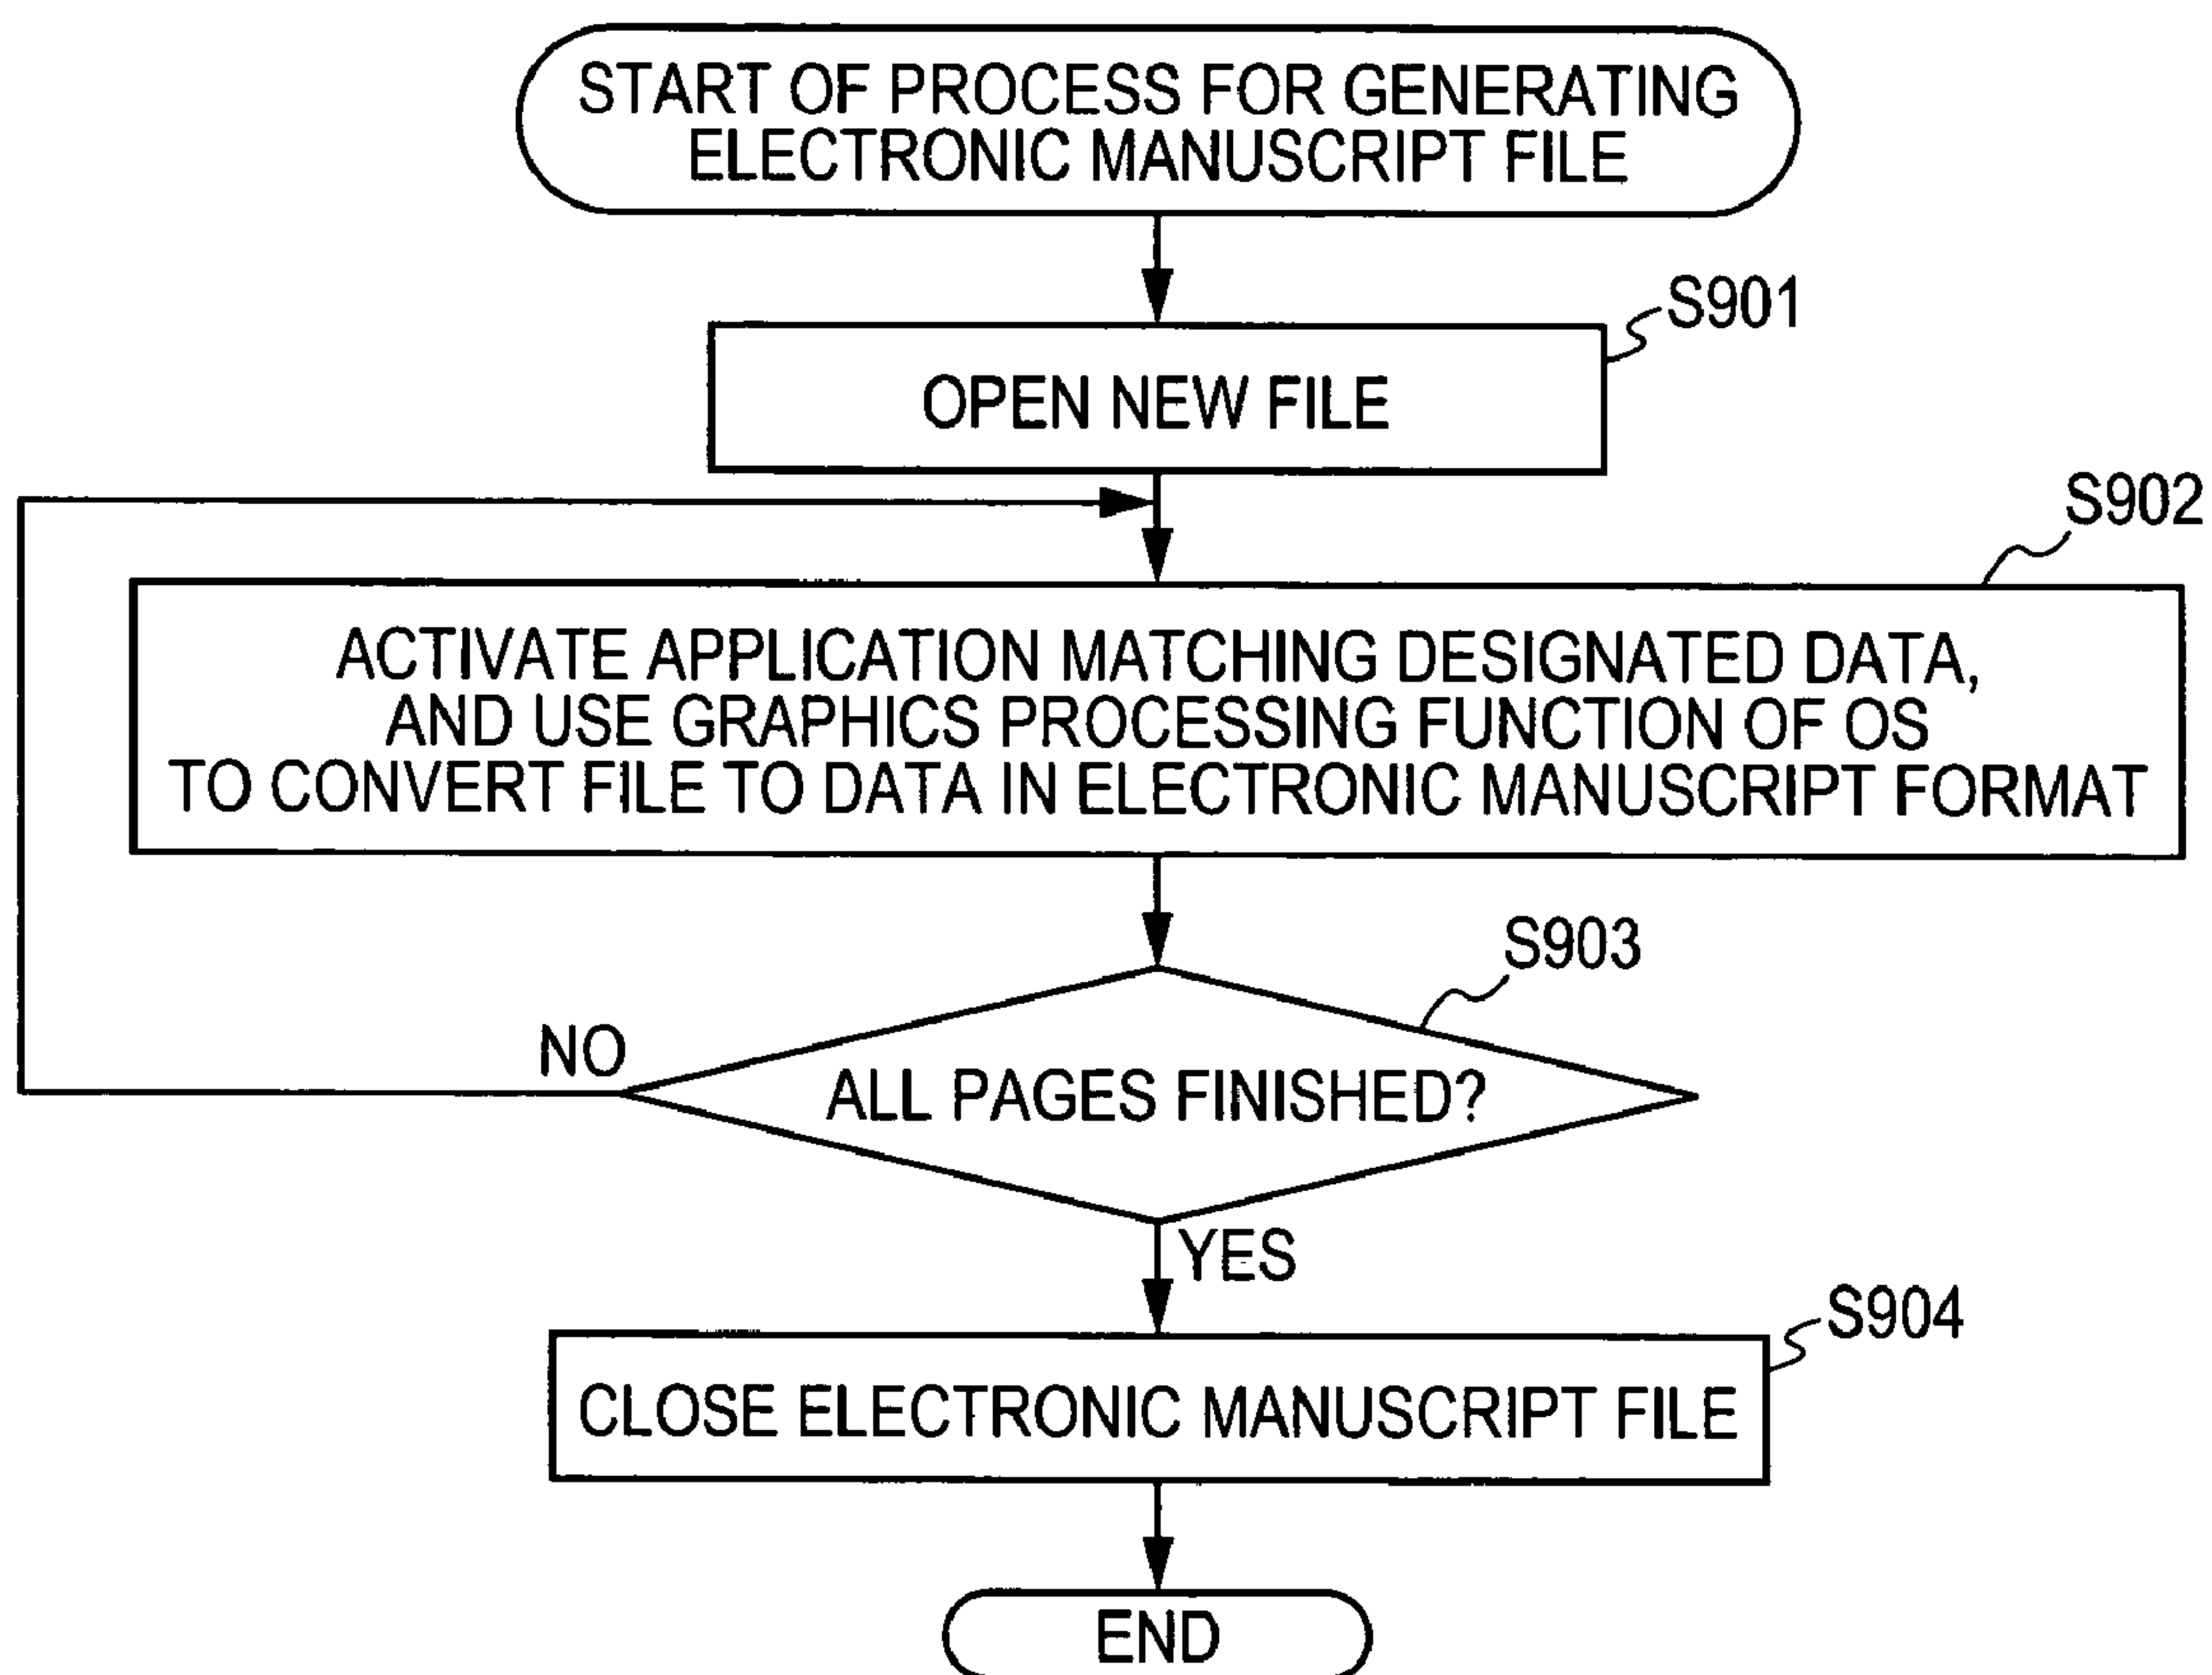 START OF PROCESS FOR GENERATING
ELECTRONIC MANUSCRIPT FILE
S901
OPEN NEW FILE
S902
ACTIVATE APPLICATION MATCHING DESIGNATED DATA,
AND USE GRAPHICS PROCESSING FUNCTION OF OS
TO CONVERT FILE TO DATA IN ELECTRONIC MANUSCRIPT FORMAT
S903
NO
ALL PAGES FINISHED?
YES
S904
CLOSE ELECTRONIC MANUSCRIPT FILE
END